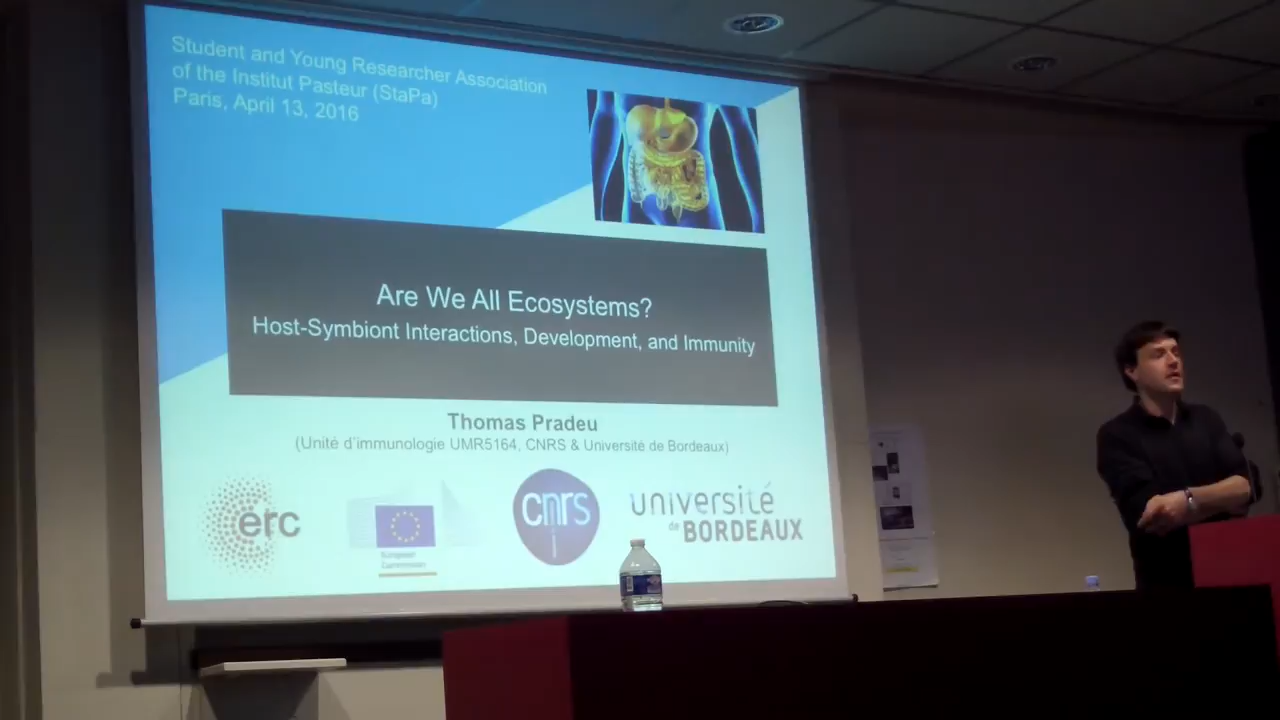 Student and Young Researcher Association
of the Institut Pasteur (StaPa)
Paris, April 13, 2016
Are We All Ecosystems?
Host-Symbiont Interactions, Development, and Immunity
Thomas Pradeu
(Unité d'immunologie UMR5164, CNRS & Université de Bordeaux)
erc
European
Commission
cnrs
université
de BORDEAUX